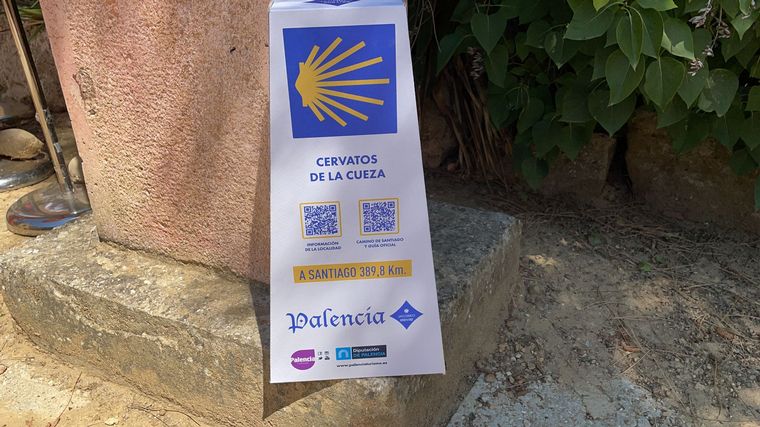 CERVATOS
DE LA CUEZA
INFORMACIÓN
DE LA LOCALIDAD
CAMINO DE SANTIAGO
Y GUÍA OFICIAL
A SANTIAGO 389,8 Km.
Palencia
Palencia
Diputación
DE PALENCIA
www.palenciaturismo.es